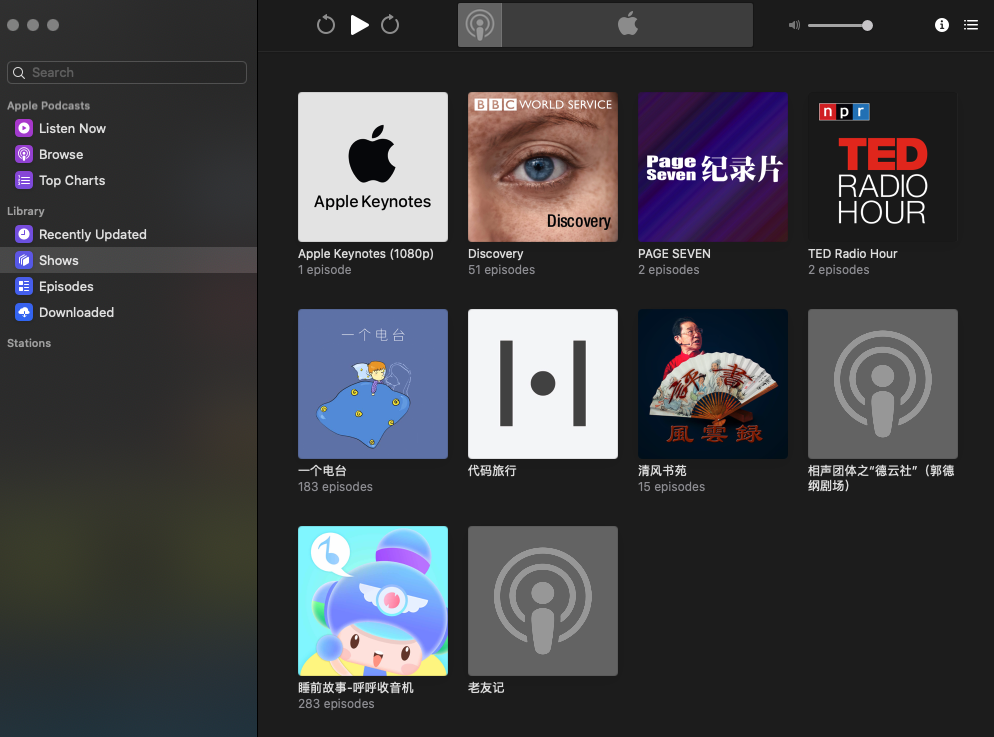 Search
Apple Podcasts
Listen Now
Browse
Top Charts
Library
Recently Updated
Shows
Episodes
Downloaded
Stations
Apple Keynotes
Apple Keynotes (1080p)
1 episode
BBC WORLD SERVICE
Discovery
Discovery
51 episodes
Page
Seven 纪录片
PAGE SEVEN
2 episodes
npr
TED
RADIO
HOUR
TED Radio Hour
2 episodes
一个电台
一个电台
183 episodes
代码旅行
評書
風雲録
清风书苑
15 episodes
相声团体之“德云社”（郭德
纲剧场）
睡前故事-呼呼收音机
283 episodes
老友记